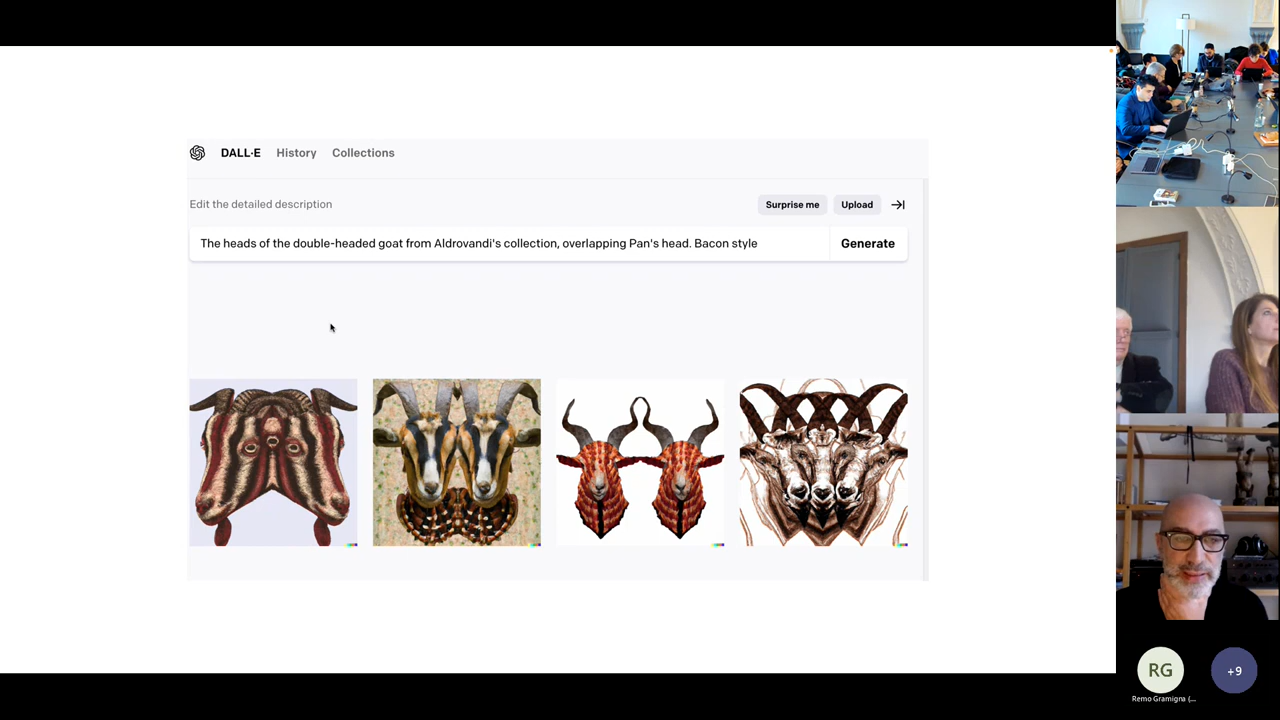 DALL·E History Collections
Edit the detailed description
Surprise me
Upload
The heads of the double-headed goat from Aldrovandi's collection, overlapping Pan's head. Bacon style
Generate
RG
+9
Remo Gramigna (...